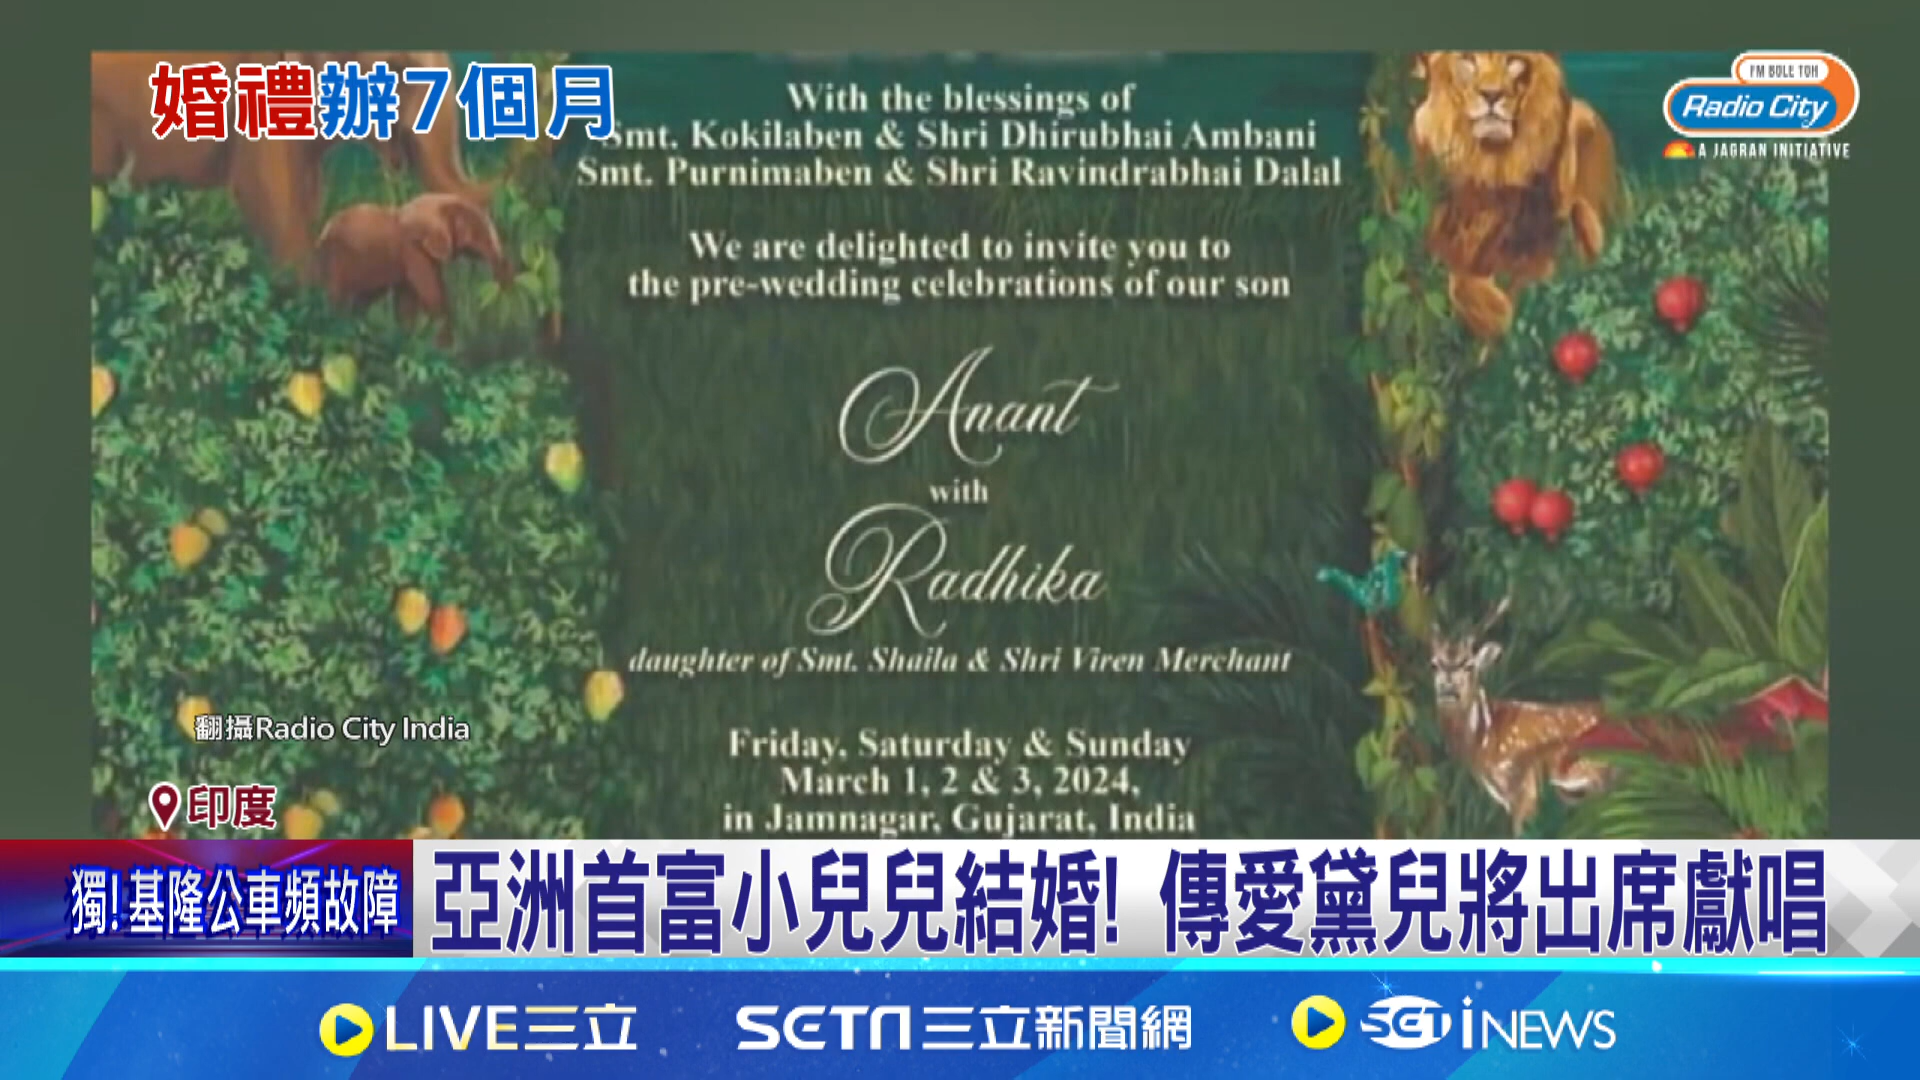 婚禮辦7個月
I'M BOLE TOH
Radio City
A JAGRAN INITIATIVE
With the blessings of
Smt. Kokilaben & Shri Dhirubhai Ambani
Smt. Purnimaben & Shri Ravindrabhai Dalal
We are delighted to invite you to
the pre-wedding celebrations of our son
Anant
with
Radhika
daughter of Smt. Shaila & Shri Viren Merchant
Friday, Saturday & Sunday
March 1, 2 & 3, 2024,
in Jamnagar, Gujarat, India
翻攝Radio City India
印度
獨!基隆公車頻故障
亞洲首富小兒兒結婚! 傳愛黛兒將出席獻唱
LIVE三立
SETN三立新聞網
SET iNEWS